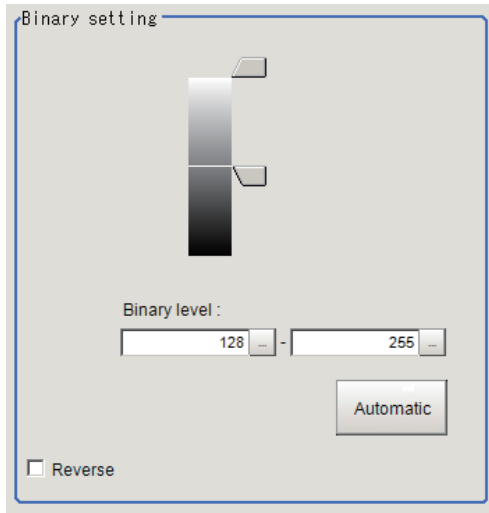 Binary setting
Binary level :
128 ... - 255 ...
Automatic
Reverse